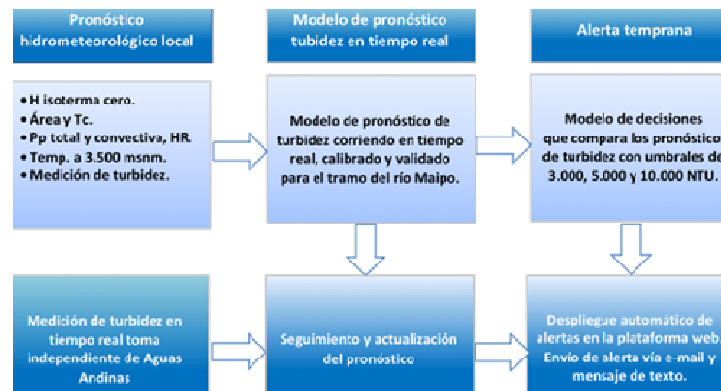 Pronóstico
hidrometeorológico local
Modelo de pronóstico
tubidez en tiempo real
Alerta temprana
• H isoterma cero.
• Área y Tc.
• Pp total y convectiva, HR.
• Temp. a 3.500 msnm.
• Medición de turbidez.
Modelo de pronóstico de
turbidez corriendo en tiempo
real, calibrado y validado
para el tramo del río Maipo.
Modelo de decisiones
que compara los pronóstico
de turbidez con umbrales de
3.000, 5.000 y 10.000 NTU.
Medición de turbidez en
tiempo real toma
independiente de Aguas
Andinas
Seguimiento y actualización
del pronóstico
Despliegue automático de
alertas en la plataforma web.
Envío de alerta vía e-mail y
mensaje de texto.